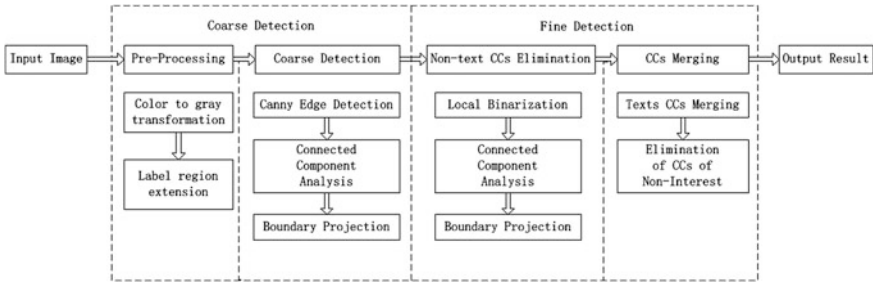 Coarse Detection
Fine Detection
Input Image
Pre-Processing
Coarse Detection
Non-text CCs Elimination
CCs Merging
Output Result
Color to gray
transformation
Label region
extension
Canny Edge Detection
Connected
Component
Analysis
Boundary Projection
Local Binarization
Connected
Component
Analysis
Boundary Projection
Texts CCs Merging
Elimination
of CCs of
Non-Interest